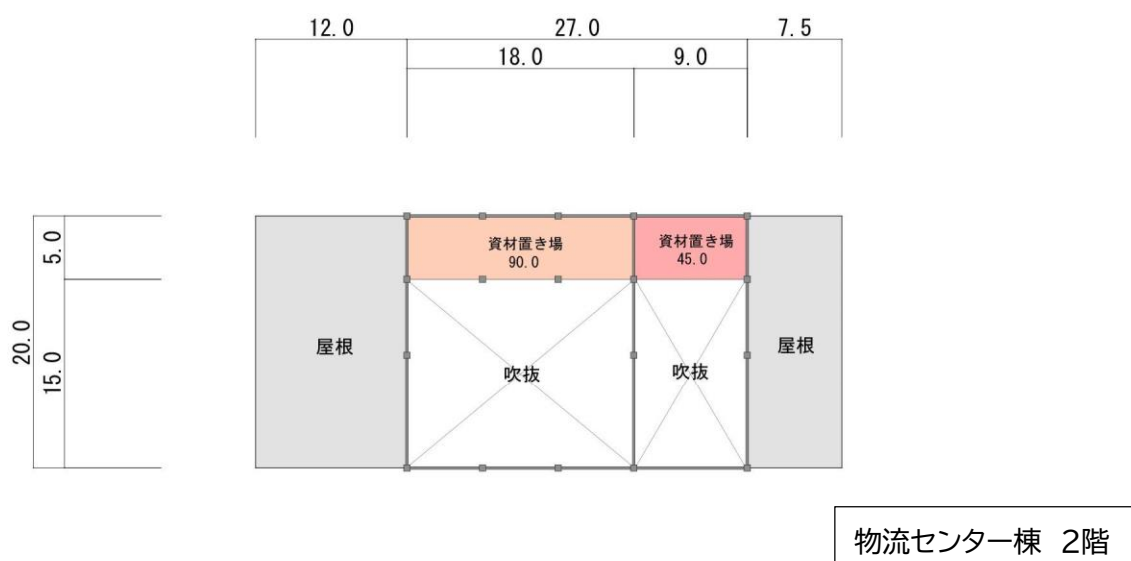 12.0 27.0 7.5
18.0 9.0
5.0
20.0
15.0
資材置き場
90.0
資材置き場
45.0
屋根
吹抜
吹抜
屋根
物流センター棟 2階